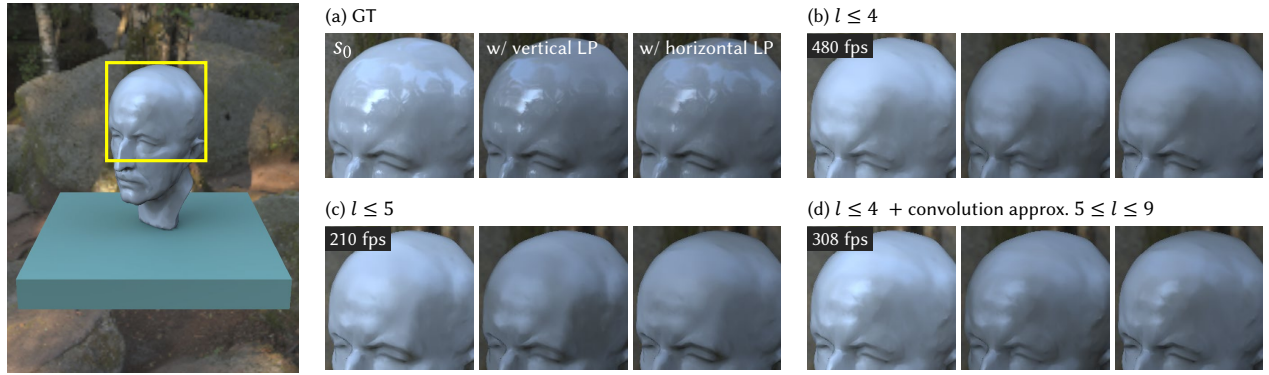 (a) GT
s₀
w/ vertical LP
w/ horizontal LP
(b) l ≤ 4
480 fps
(c) l ≤ 5
210 fps
(d) l ≤ 4 + convolution approx. 5 ≤ l ≤ 9
308 fps